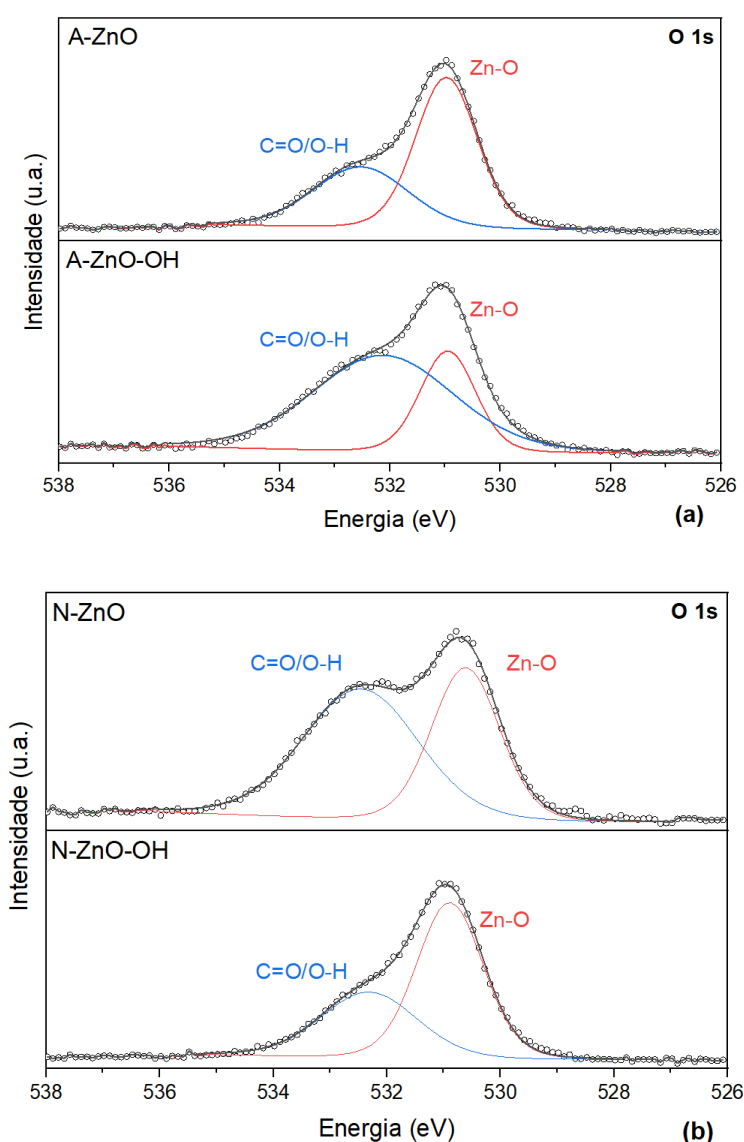 A-ZnO
O 1s
Zn-O
C=O/O-H
A-ZnO-OH
Zn-O
C=O/O-H
Intensidade (u.a.)
538 536 534 532 530 528 526
Energia (eV)
(a)
N-ZnO
O 1s
C=O/O-H
Zn-O
N-ZnO-OH
Zn-O
C=O/O-H
Intensidade (u.a.)
538 536 534 532 530 528 526
Energia (eV)
(b)